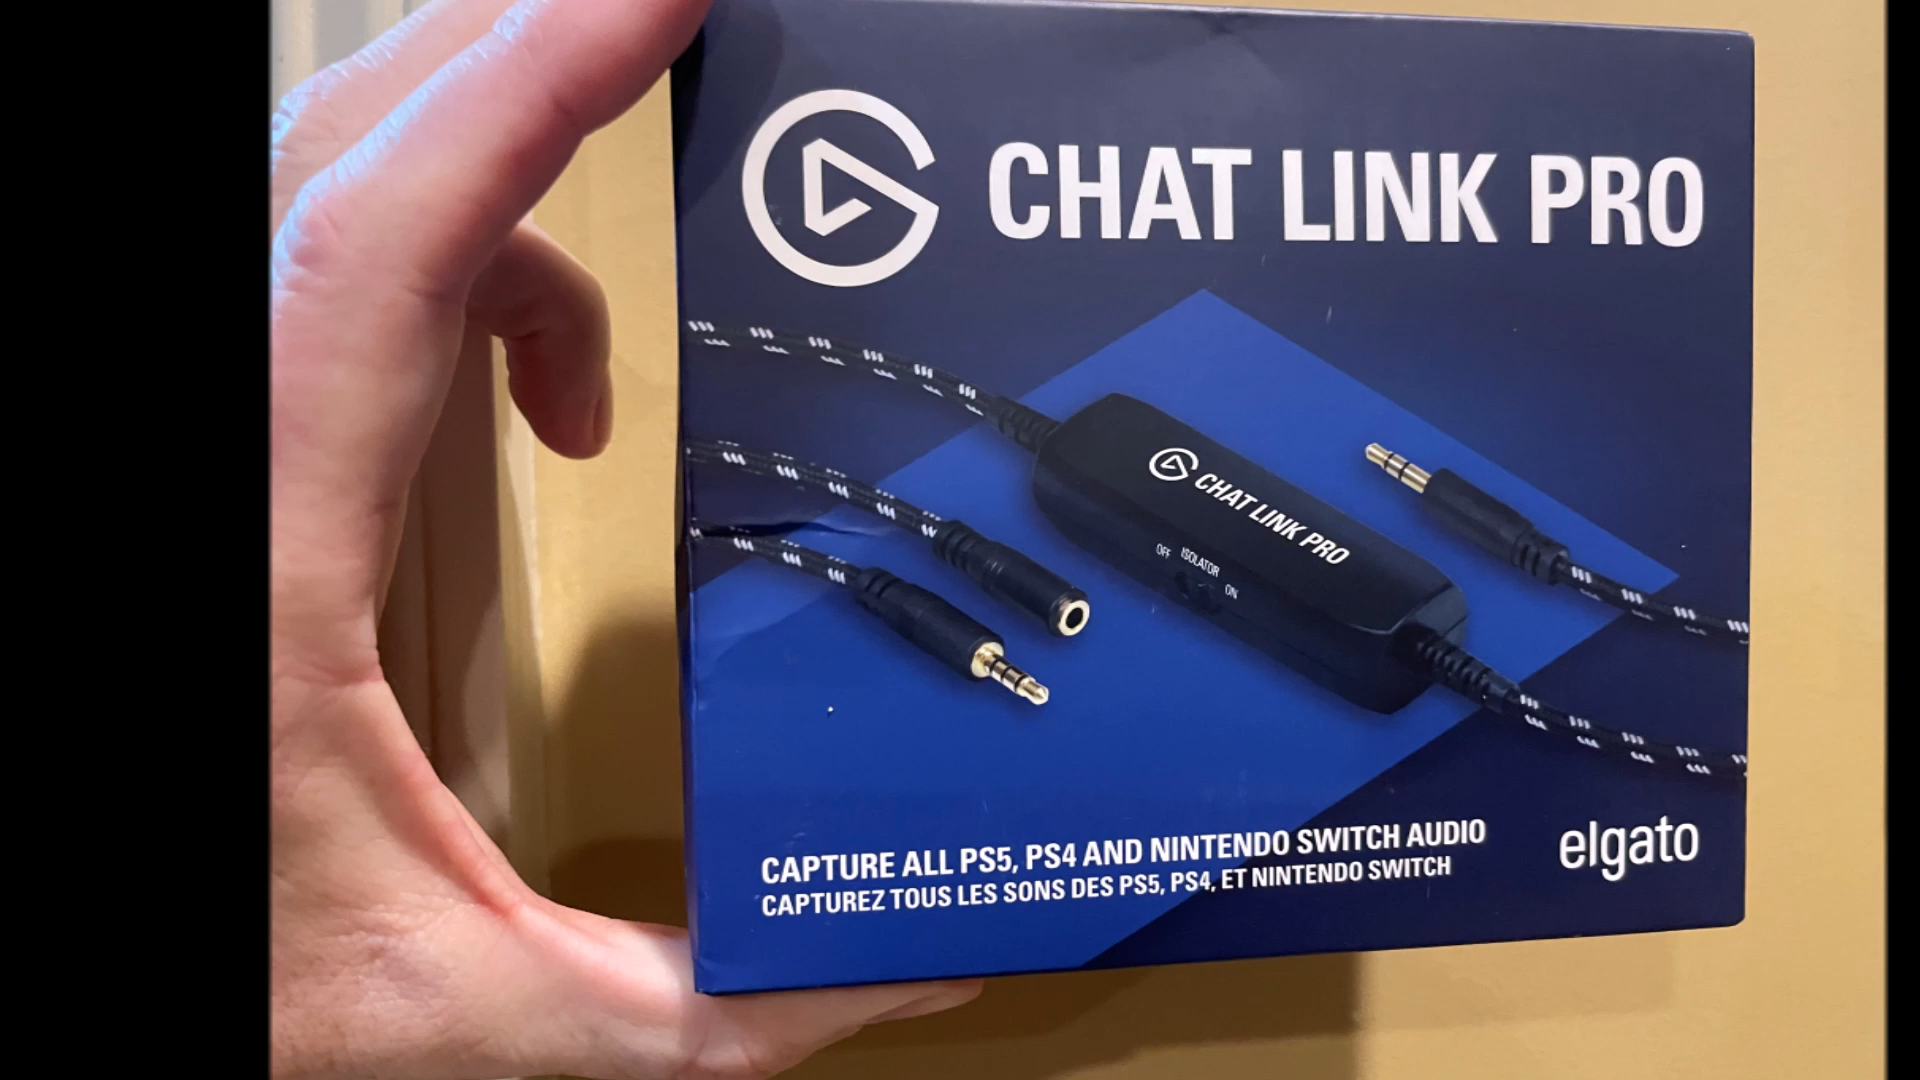 CHAT LINK PRO
CHAT LINK PRO
OFF ISOLATOR ON
CAPTURE ALL PS5, PS4 AND NINTENDO SWITCH AUDIO
CAPTUREZ TOUS LES SONS DES PS5, PS4, ET NINTENDO SWITCH
elgato